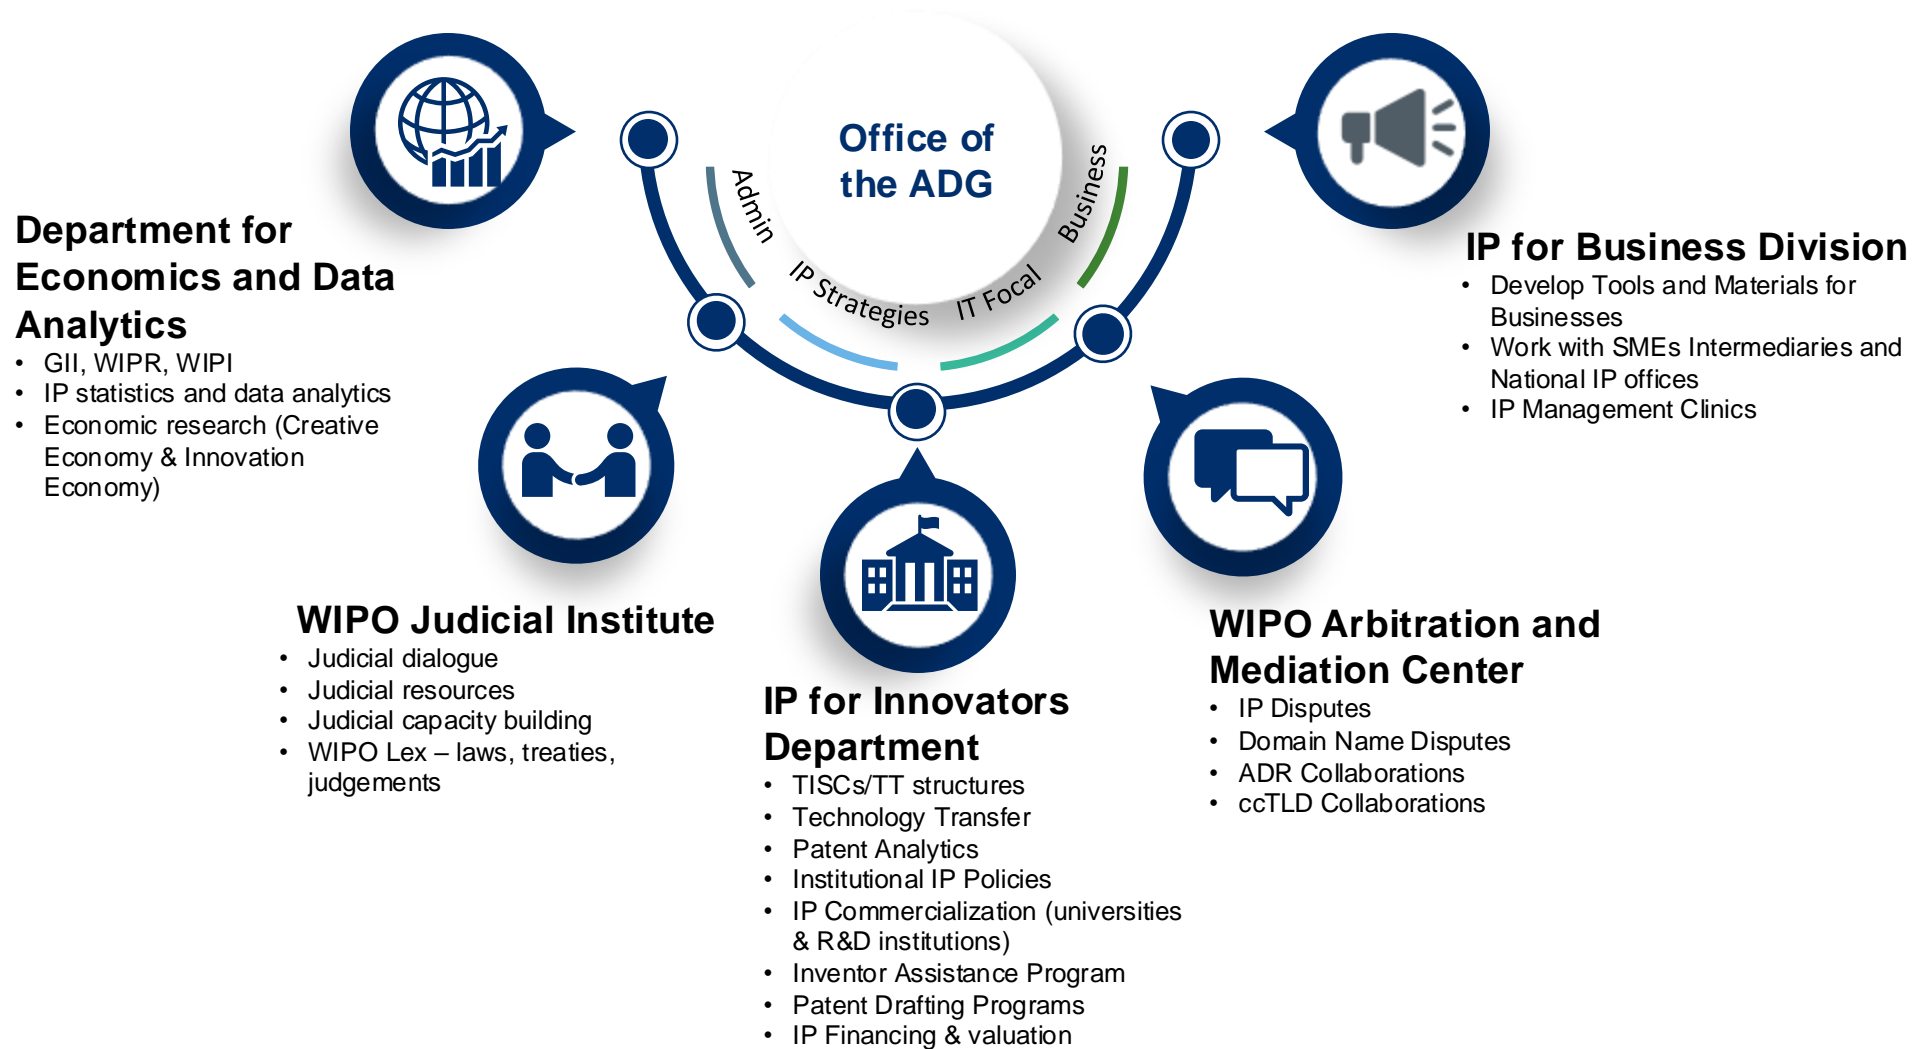 Office of
the ADG
Admin
IP Strategies
IT Focal
Business
Department for
Economics and Data
Analytics
• GII, WIPR, WIPI
• IP statistics and data analytics
• Economic research (Creative
Economy & Innovation
Economy)
WIPO Judicial Institute
• Judicial dialogue
• Judicial resources
• Judicial capacity building
• WIPO Lex – laws, treaties,
judgements
IP for Innovators
Department
• TISCs/TT structures
• Technology Transfer
• Patent Analytics
• Institutional IP Policies
• IP Commercialization (universities
& R&D institutions)
• Inventor Assistance Program
• Patent Drafting Programs
• IP Financing & valuation
WIPO Arbitration and
Mediation Center
• IP Disputes
• Domain Name Disputes
• ADR Collaborations
• ccTLD Collaborations
IP for Business Division
• Develop Tools and Materials for
Businesses
• Work with SMEs Intermediaries and
National IP offices
• IP Management Clinics